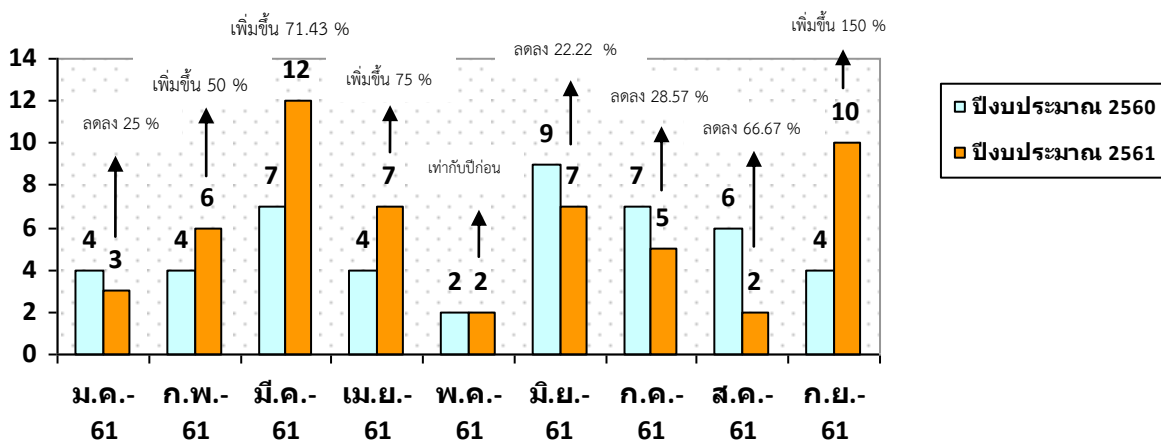 เพิ่มขึ้น 71.43 %
เพิ่มขึ้น 150 %
ลดลง 22.22 %
เพิ่มขึ้น 50 %
เพิ่มขึ้น 75 %
ลดลง 28.57 %
ลดลง 25 %
ลดลง 66.67 %
เท่ากับปีก่อน
14
12
10
8
6
4
2
0
4
3
4
6
7
12
4
7
2
2
9
7
7
5
6
2
4
10
ม.ค.-
61
ก.พ.-
61
มี.ค.-
61
เม.ย.-
61
พ.ค.-
61
มิ.ย.-
61
ก.ค.-
61
ส.ค.-
61
ก.ย.-
61
ปีงบประมาณ 2560
ปีงบประมาณ 2561